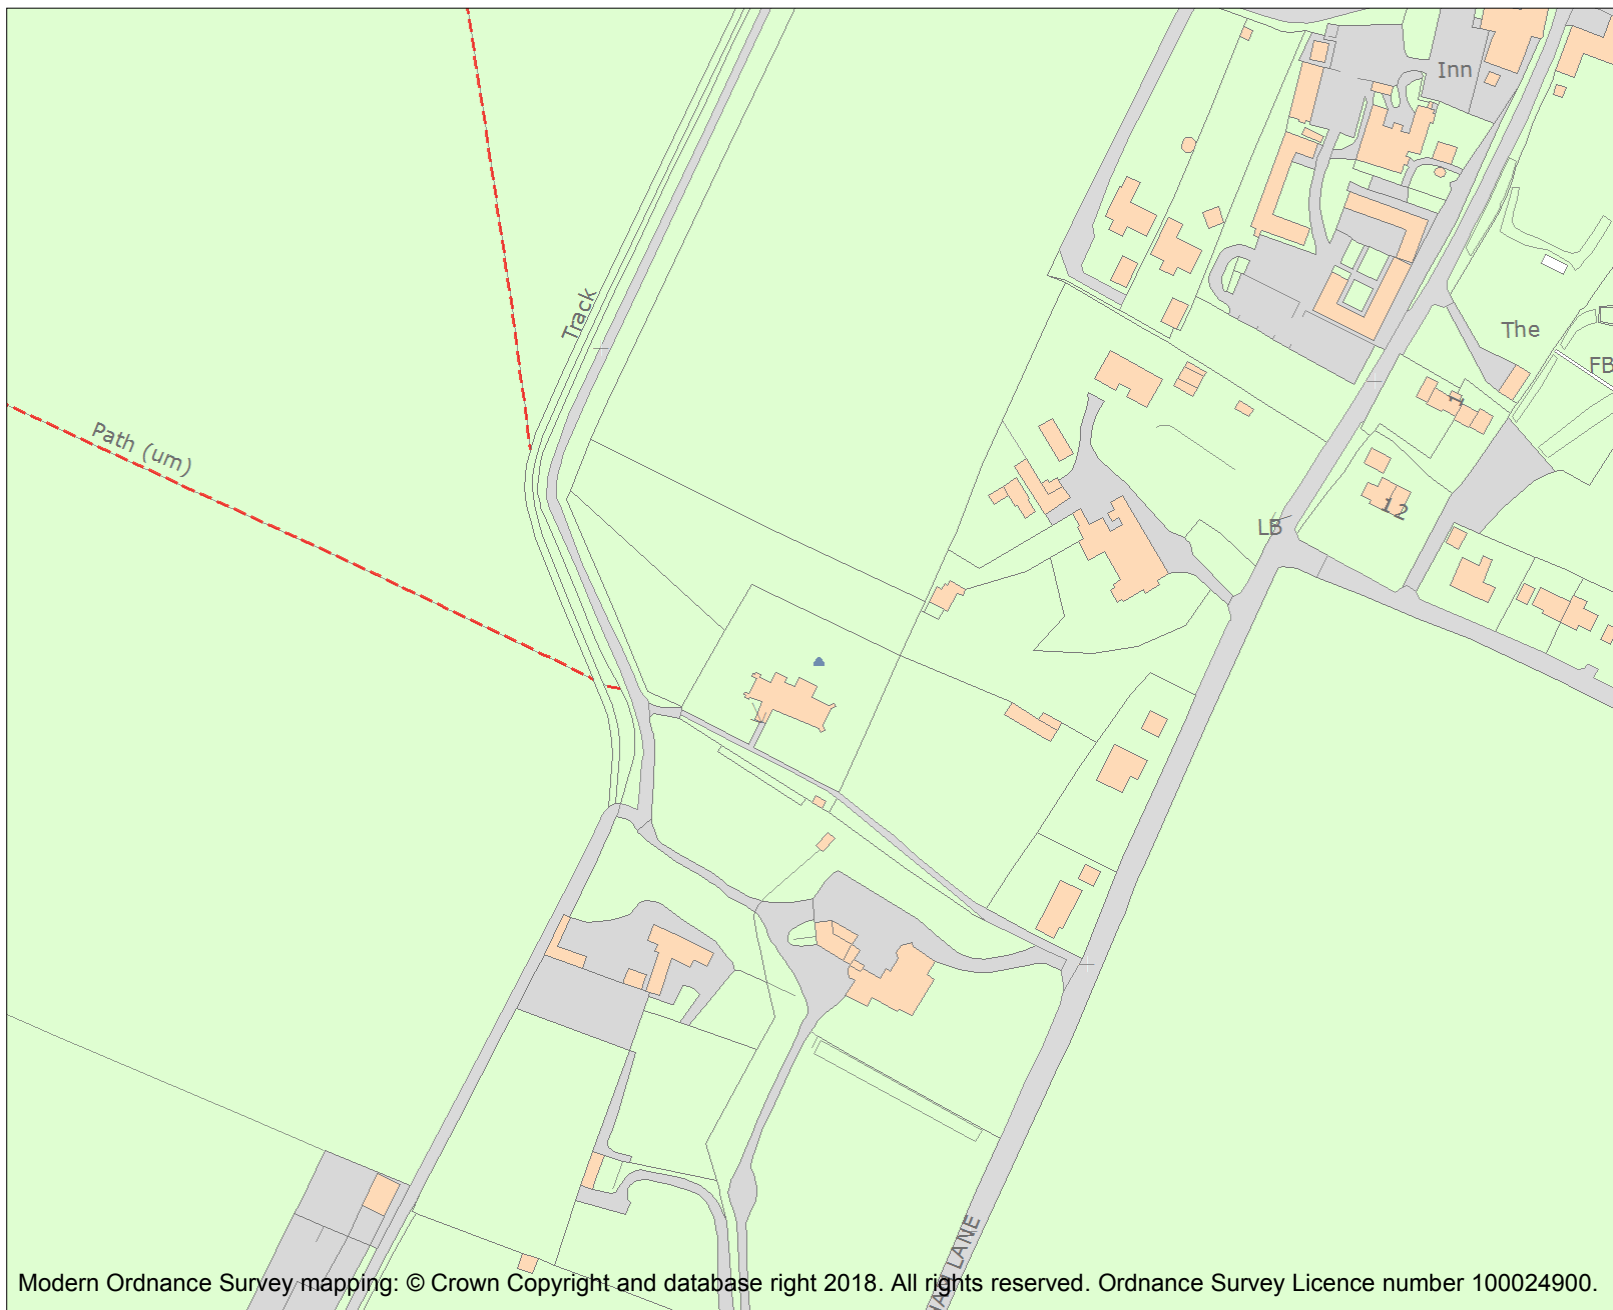 Inn
Track
The
FB
1
Path (um)
12
LB
LANE
Modern Ordnance Survey mapping: © Crown Copyright and database right 2018. All rights reserved. Ordnance Survey Licence number 100024900.